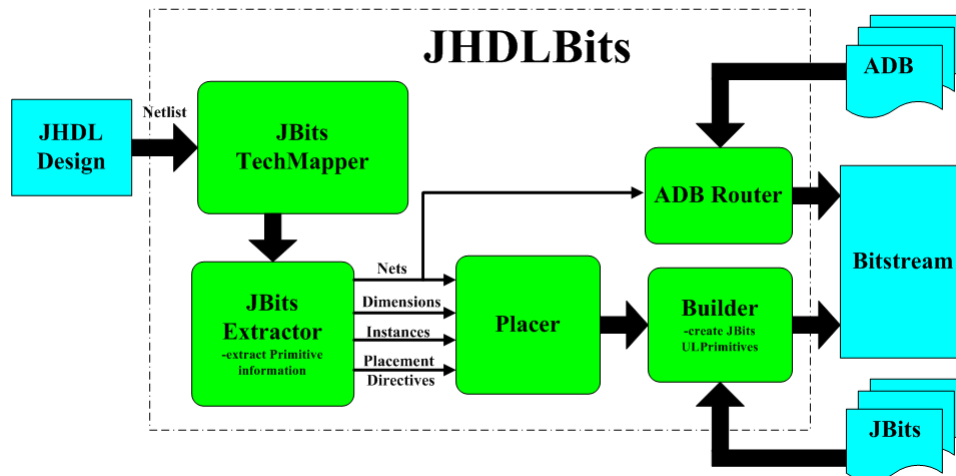 JHDLBits
ADB
Netlist
JHDL
Design
JBits
TechMapper
ADB Router
Nets
Dimensions
Instances
Placement
Directives
JBits
Extractor
-extract Primitive
information
Placer
Builder
-create JBits
ULPrimitives
Bitstream
JBits